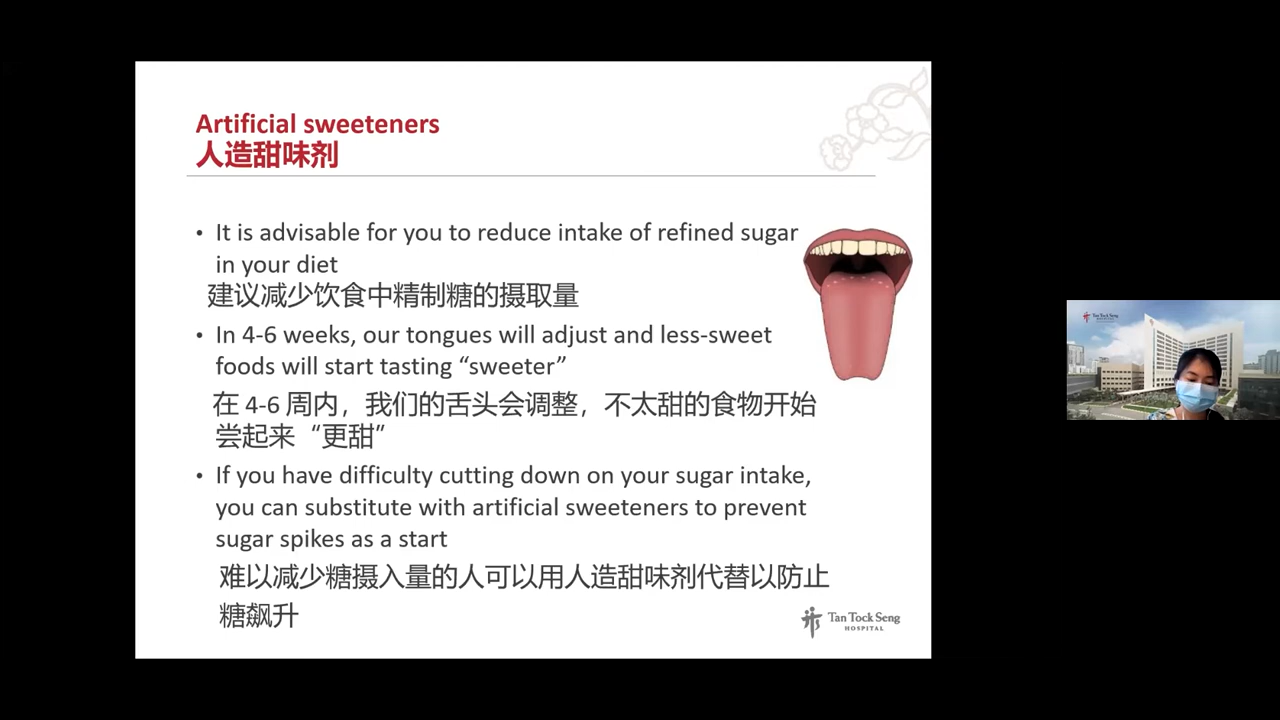 Artificial sweeteners
人造甜味剂
• It is advisable for you to reduce intake of refined sugar
in your diet
建议减少饮食中精制糖的摄取量
• In 4-6 weeks, our tongues will adjust and less-sweet
foods will start tasting “sweeter”
在 4-6 周内，我们的舌头会调整，不太甜的食物开始
尝起来“更甜”
• If you have difficulty cutting down on your sugar intake,
you can substitute with artificial sweeteners to prevent
sugar spikes as a start
难以减少糖摄入量的人可以用人造甜味剂代替以防止
糖飙升
Tan Tock Seng
HOSPITAL
Tan Tock Seng